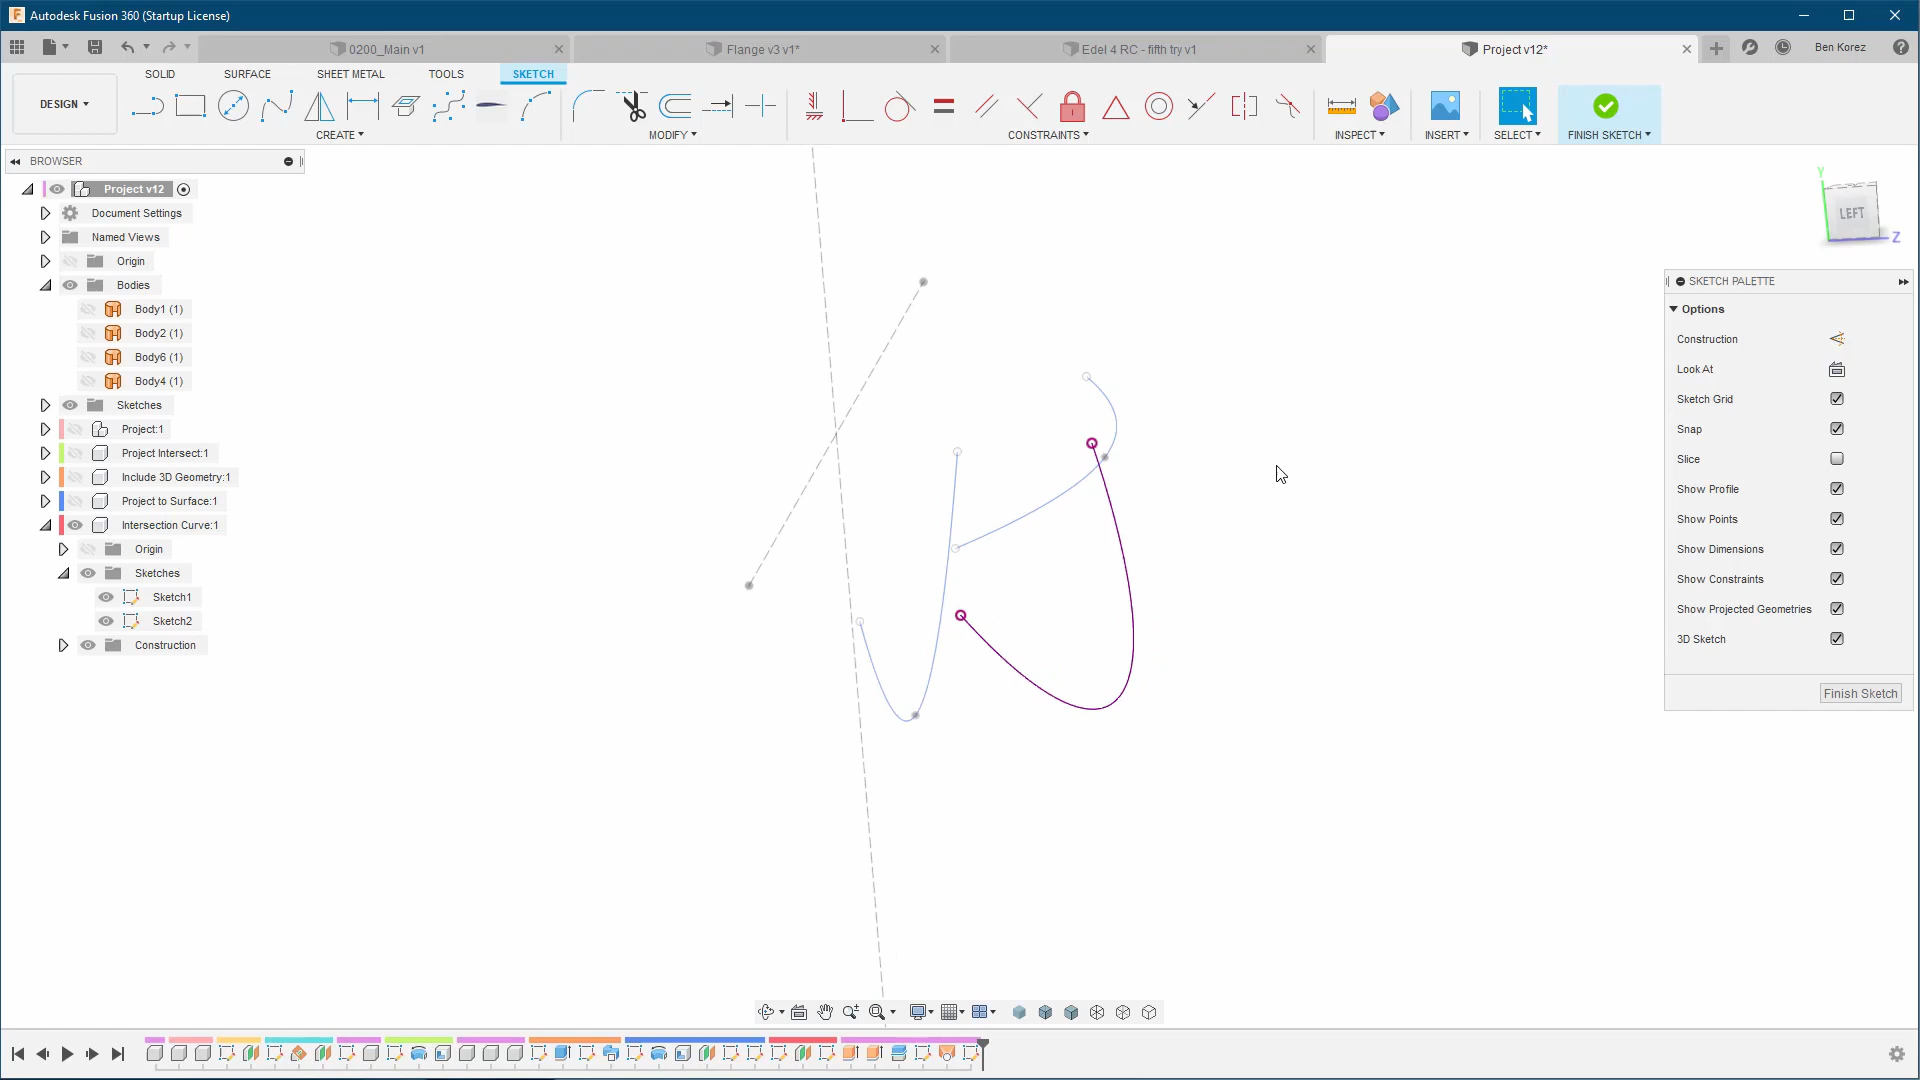 Autodesk Fusion 360 (Startup License)
0200_Main v1
Flange v3 v1*
Edel 4 RC - fifth try v1
Project v12*
Ben Korez
DESIGN
SOLID
SURFACE
SHEET METAL
TOOLS
SKETCH
CREATE
MODIFY
CONSTRAINTS
INSPECT
INSERT
SELECT
FINISH SKETCH
BROWSER
Project v12
Document Settings
Named Views
Origin
Bodies
Body1 (1)
Body2 (1)
Body6 (1)
Body4 (1)
Sketches
Project:1
Project Intersect:1
Include 3D Geometry:1
Project to Surface:1
Intersection Curve:1
Origin
Sketches
Sketch1
Sketch2
Construction
Y
LEFT
Z
SKETCH PALETTE
Options
Construction
Look At
Sketch Grid
Snap
Slice
Show Profile
Show Points
Show Dimensions
Show Constraints
Show Projected Geometries
3D Sketch
Finish Sketch